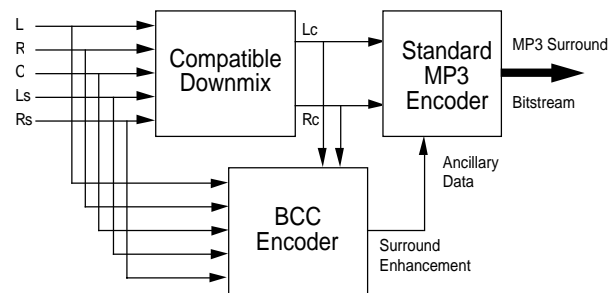 L
R
C
Ls
Rs
Compatible
Downmix
Lc
Rc
Standard
MP3
Encoder
MP3 Surround
Bitstream
Ancillary
Data
BCC
Encoder
Surround
Enhancement